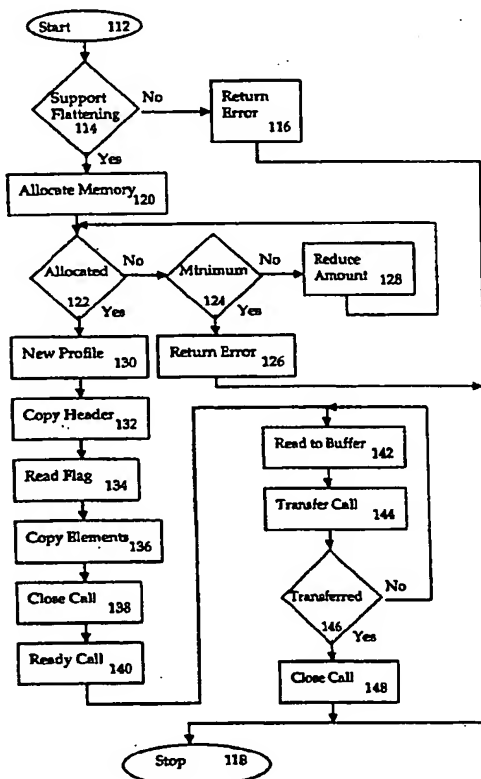 Start 112
Support
Flattening
114
No
Return
Error
116
Yes
Allocate Memory
120
Allocated
122
No
Minimum
124
No
Reduce
Amount
128
Yes
Yes
New Profile
130
Return Error
126
Copy Header
132
Read Flag
134
Copy Elements
136
Close Call
138
Ready Call
140
Read to Buffer
142
Transfer Call
144
Transferred
146
No
Yes
Close Call
148
Stop 118